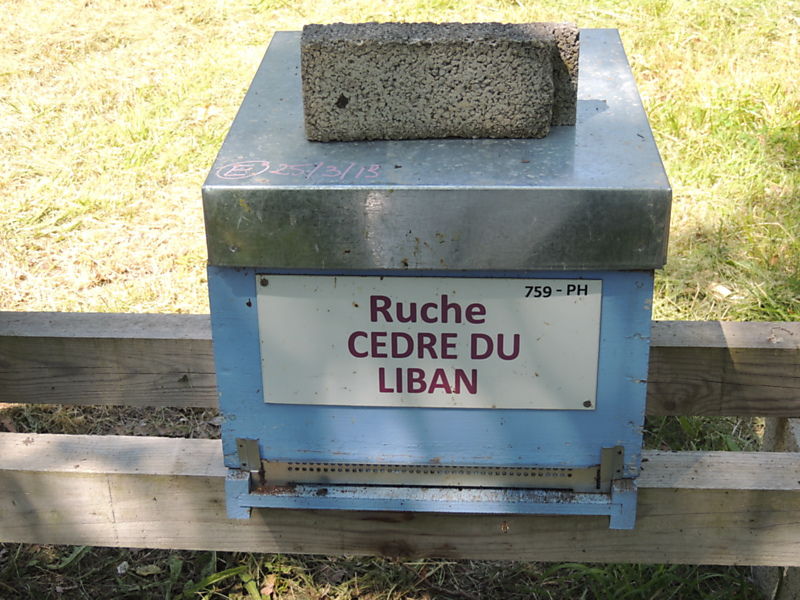 E 25/3/13
759 - PH
Ruche
CEDRE DU
LIBAN